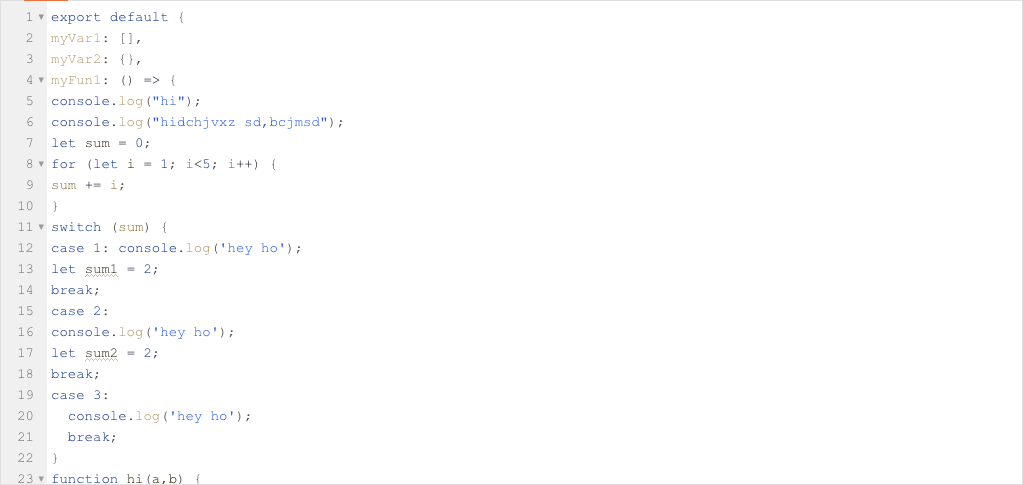 1 export default {
2 myVar1: [],
3 myVar2: {},
4 myFun1: () => {
5 console.log("hi");
6 console.log("hidchjvxz sd,bcjmsd");
7 let sum = 0;
8 for (let i = 1; i<5; i++) {
9 sum += i;
10 }
11 switch (sum) {
12 case 1: console.log('hey ho');
13 let sum1 = 2;
14 break;
15 case 2:
16 console.log('hey ho');
17 let sum2 = 2;
18 break;
19 case 3:
20   console.log('hey ho');
21   break;
22 }
23 function hi(a,b) {